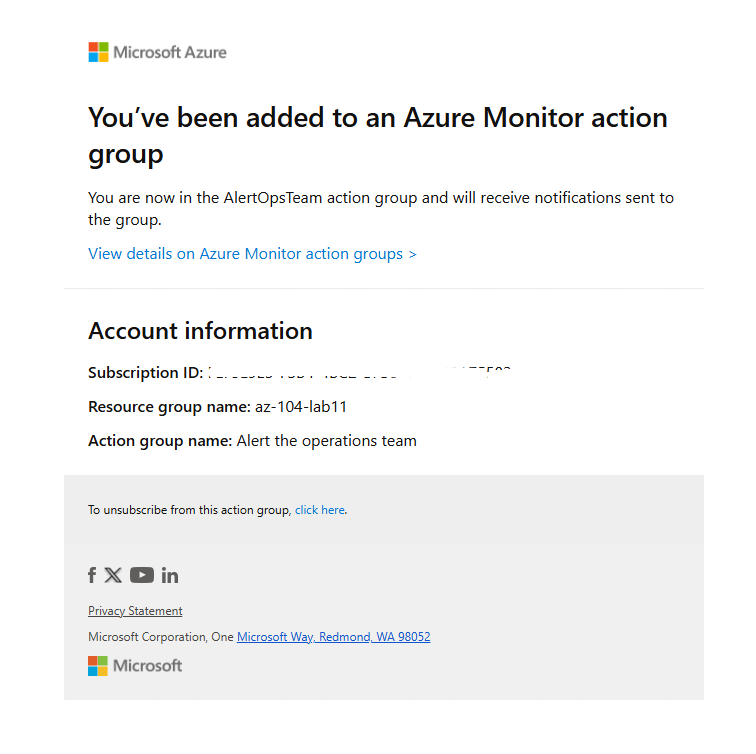 Microsoft Azure
You’ve been added to an Azure Monitor action
group
You are now in the AlertOpsTeam action group and will receive notifications sent to
the group.
View details on Azure Monitor action groups >
Account information
Subscription ID:
Resource group name: az-104-lab11
Action group name: Alert the operations team
To unsubscribe from this action group, click here.
f X in
Privacy Statement
Microsoft Corporation, One Microsoft Way, Redmond, WA 98052
Microsoft